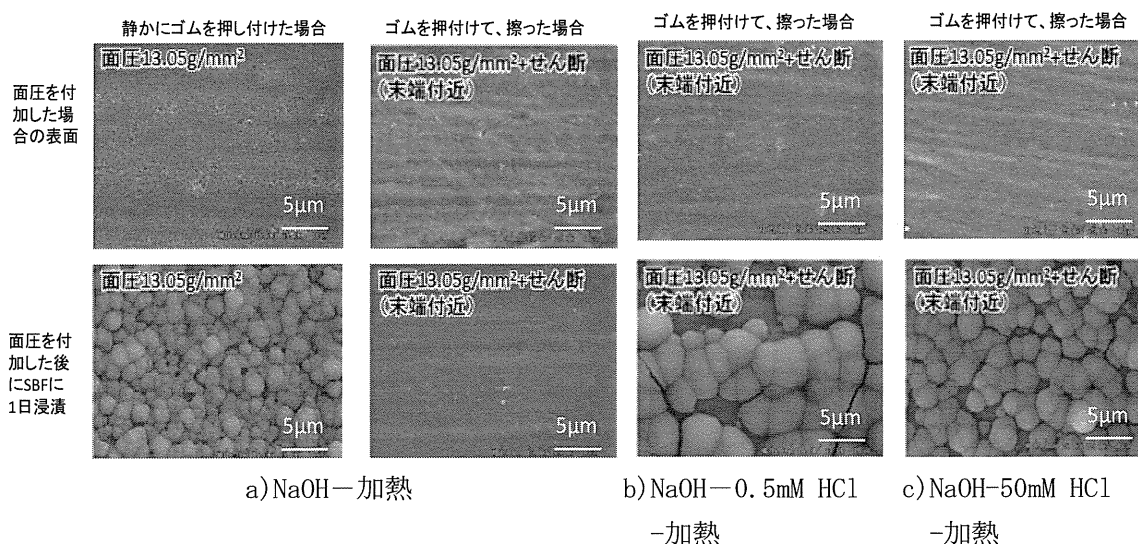 静かにゴムを押し付けた場合
ゴムを押付けて、擦った場合
ゴムを押付けて、擦った場合
ゴムを押付けて、擦った場合
面圧を付
加した場
合の表面
面圧13.05g/mm²
5μm
面圧13.05g/mm²+せん断
(末端付近)
5μm
面圧13.05g/mm²+せん断
(末端付近)
5μm
面圧13.05g/mm²+せん断
(末端付近)
5μm
面圧を付
加した後
にSBFに
1日浸漬
面圧13.05g/mm²
5μm
面圧13.05g/mm²+せん断
(末端付近)
5μm
面圧13.05g/mm²+せん断
(末端付近)
5μm
面圧13.05g/mm²+せん断
(末端付近)
5μm
a)NaOH－加熱
b)NaOH－0.5mM HCl
-加熱
c)NaOH-50mM HCl
-加熱